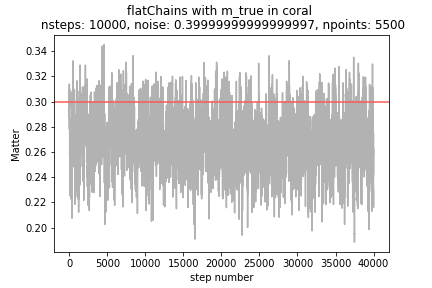 flatChains with m_true in coral
nsteps: 10000, noise: 0.39999999999999997, npoints: 5500
0.34
0.32
0.30
0.28
0.26
0.24
0.22
0.20
Matter
0 5000 10000 15000 20000 25000 30000 35000 40000
step number